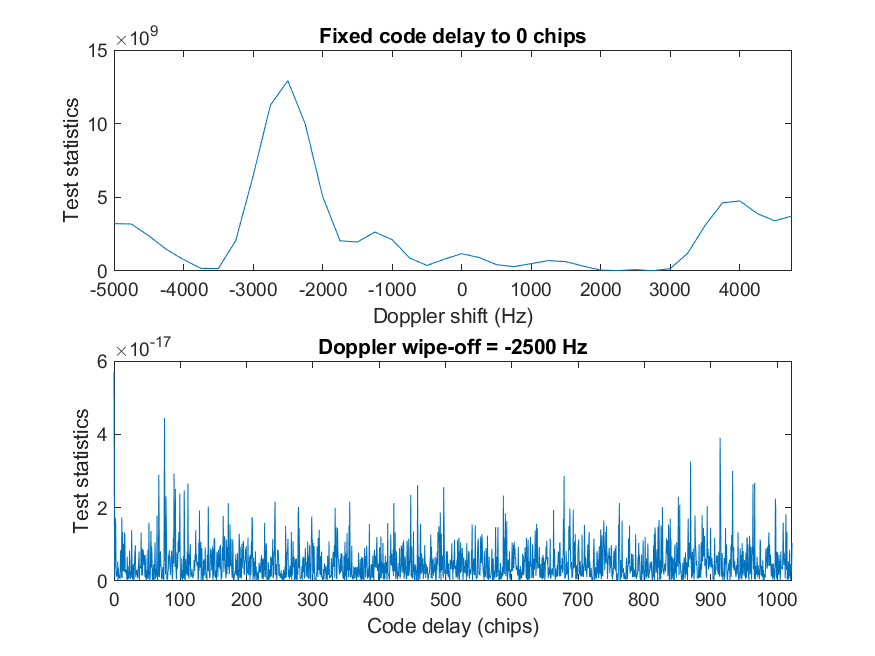 Fixed code delay to 0 chips
×10^9
15
10
5
0
Test statistics
-5000 -4000 -3000 -2000 -1000 0 1000 2000 3000 4000
Doppler shift (Hz)
Doppler wipe-off = -2500 Hz
×10^-17
6
4
2
0
Test statistics
0 100 200 300 400 500 600 700 800 900 1000
Code delay (chips)